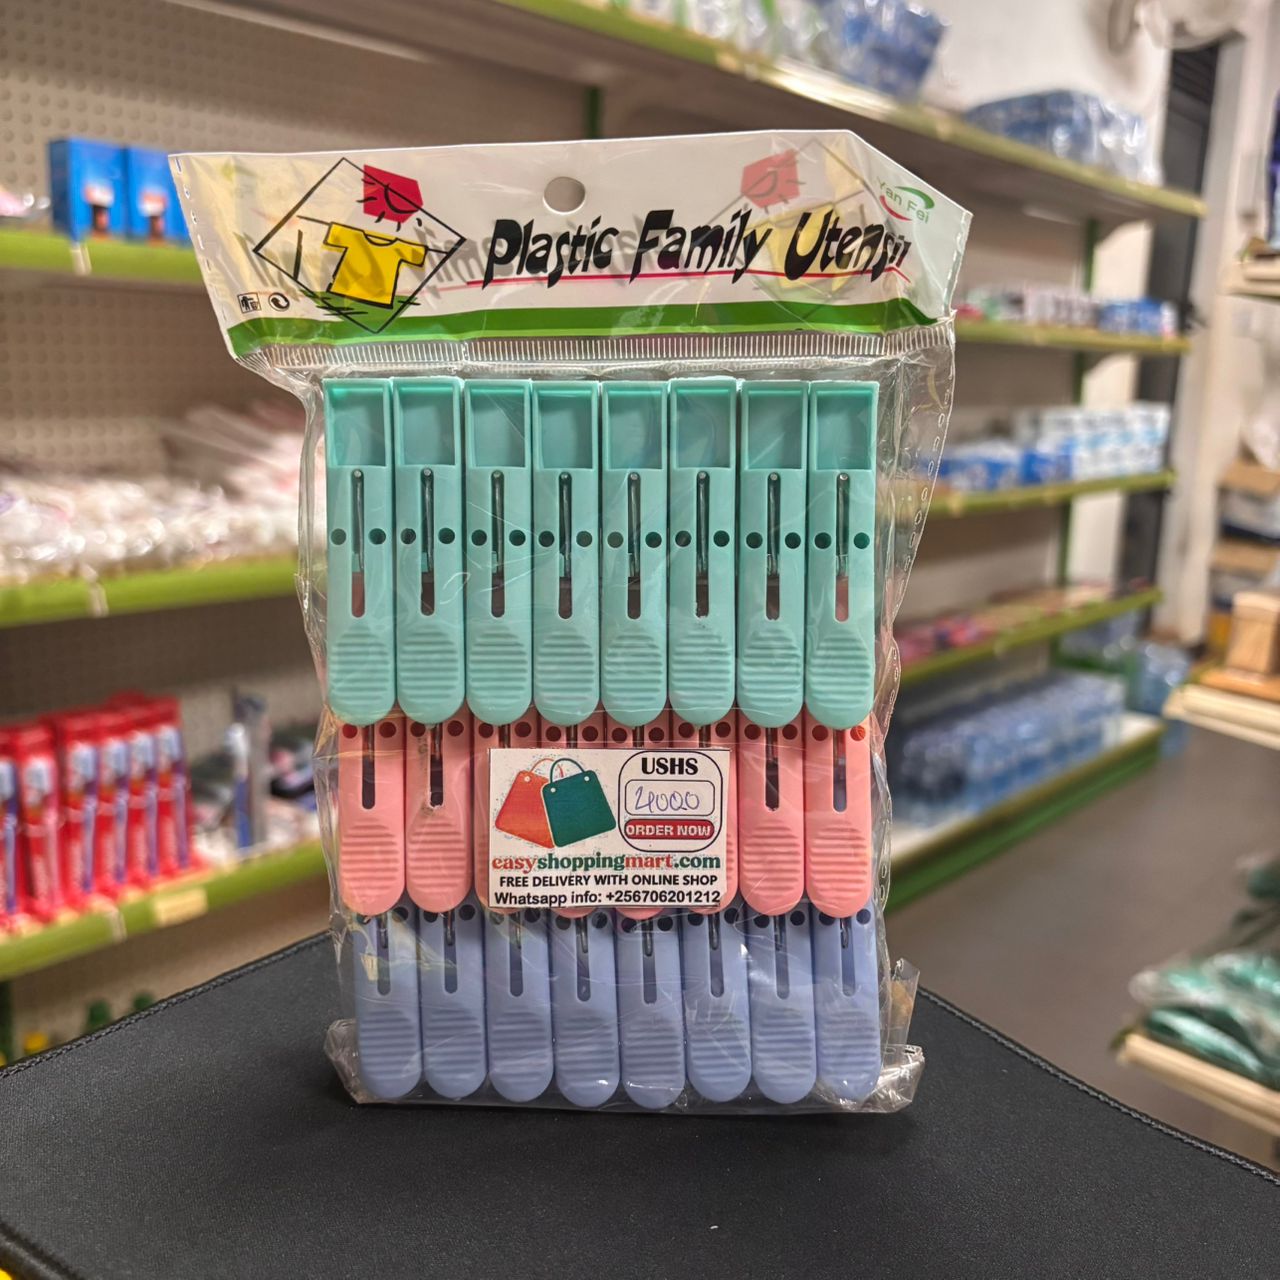 Yan Fei
Plastic Family Utensil
USHS
4000
ORDER NOW
easyshoppingmart.com
FREE DELIVERY WITH ONLINE SHOP
Whatsapp info: +256706201212